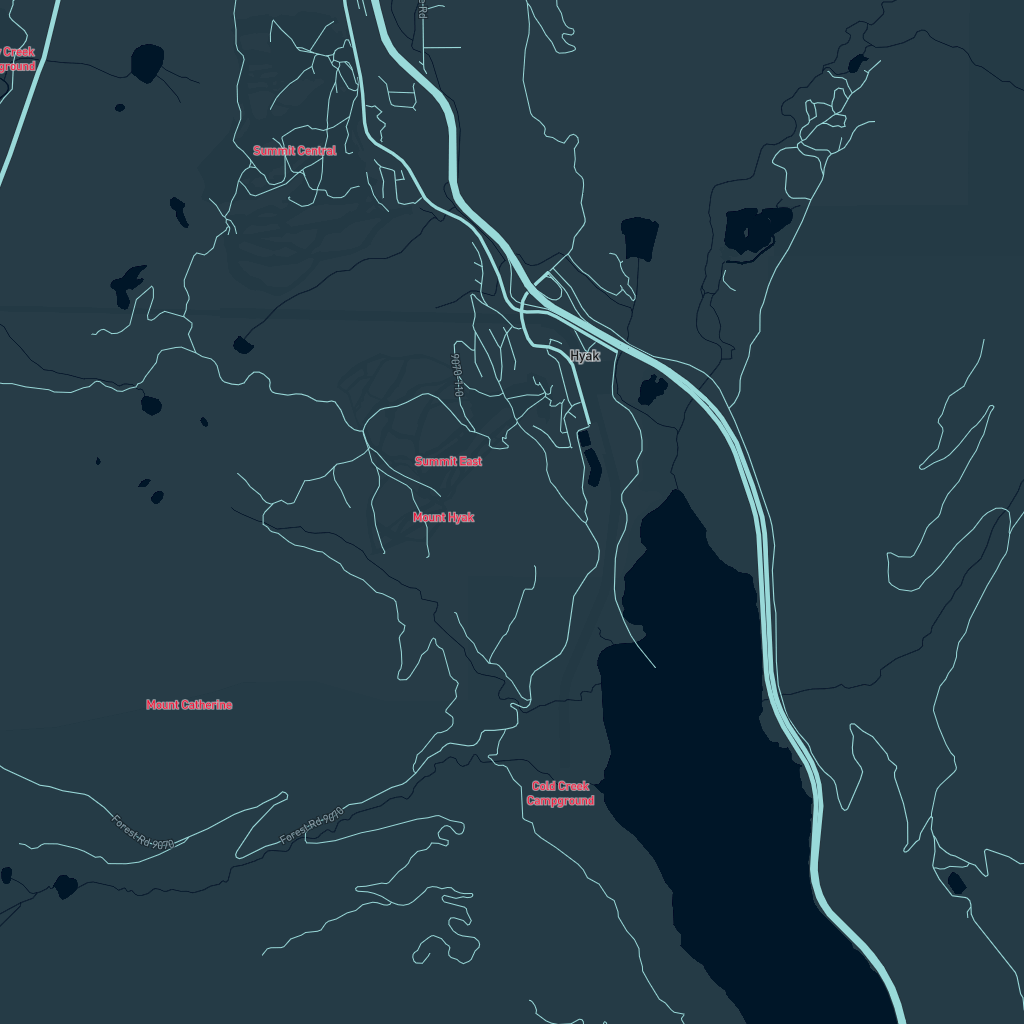 Creek
Summit Central
Hyak
9070-110
Summit East
Mount Hyak
Mount Catherine
Cold Creek
Campground
Forest Rd 9070
Forest Rd 9070